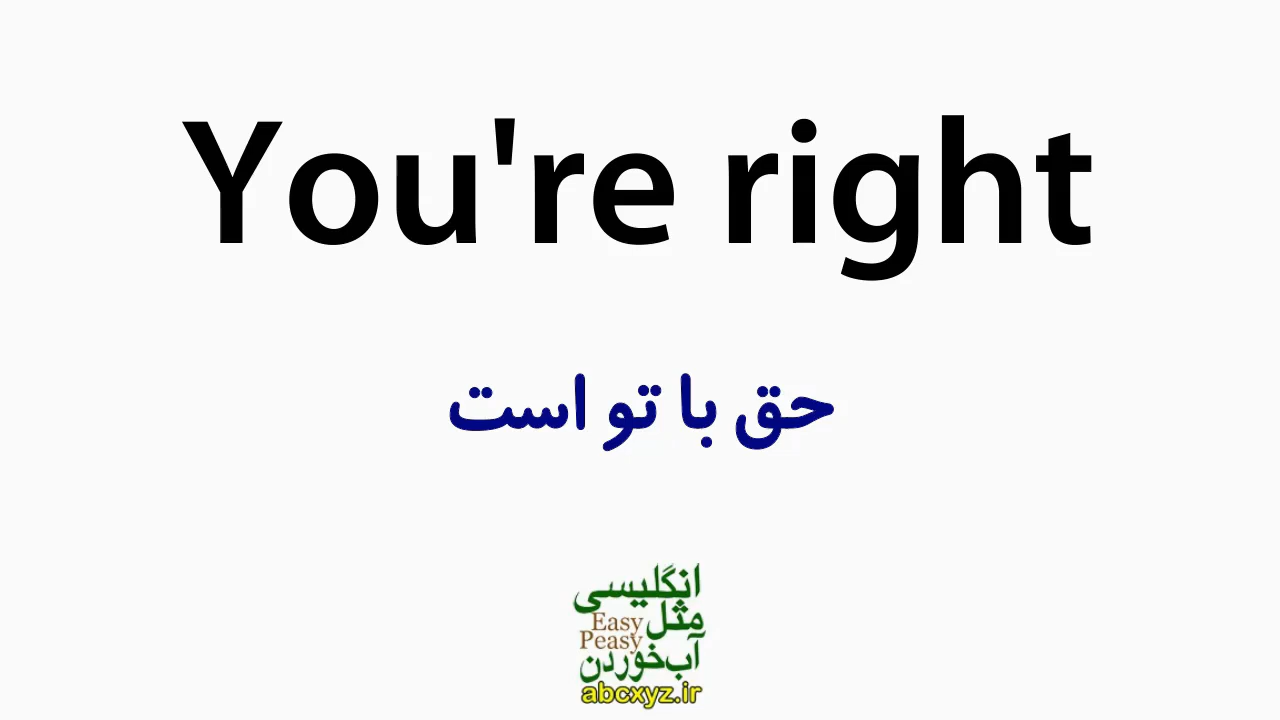 You're right
حق با تو است
انگلیسی
مثل
Easy
Peasy
آب‌خوردن
abcxyz.ir